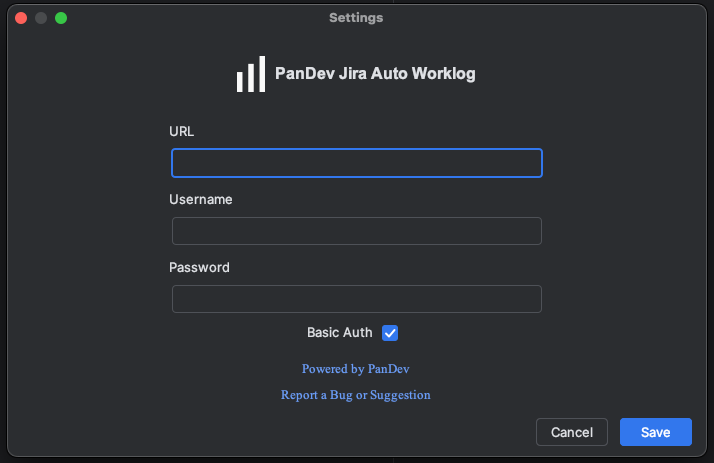 Settings
PanDev Jira Auto Worklog
URL
Username
Password
Basic Auth
Powered by PanDev
Report a Bug or Suggestion
Cancel Save